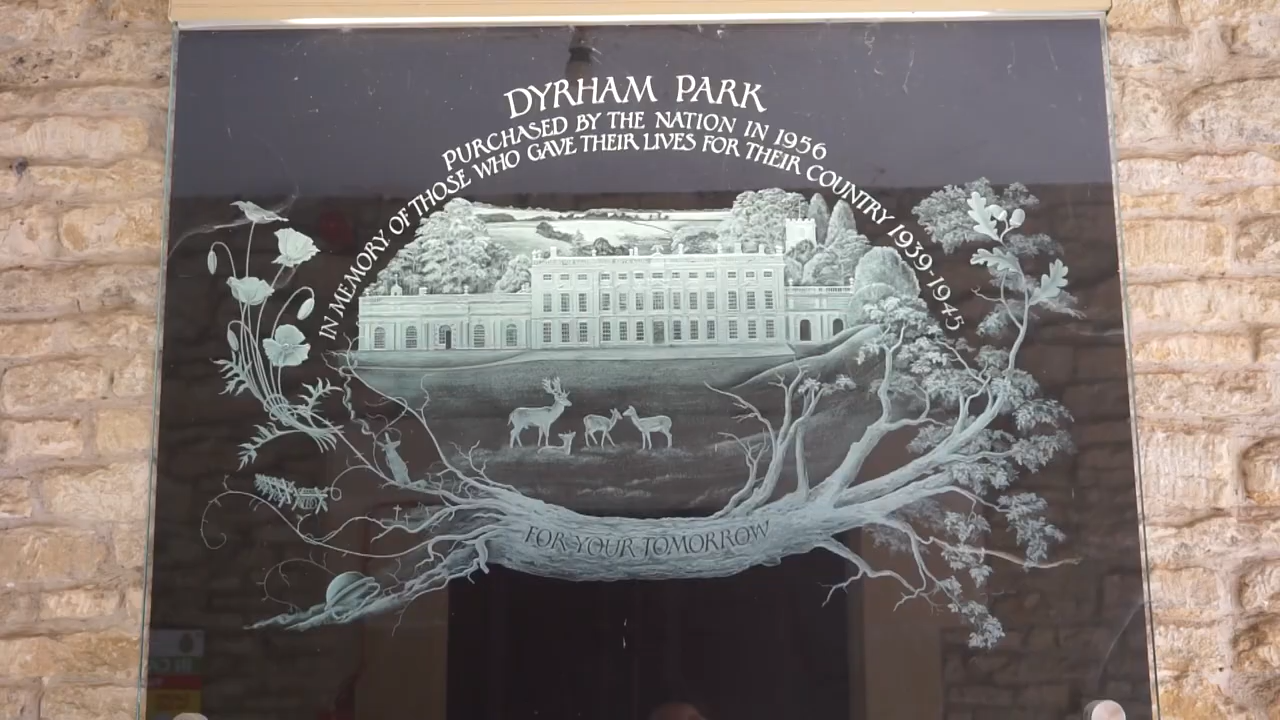 DYRHAM PARK
PURCHASED BY THE NATION IN 1956
IN MEMORY OF THOSE WHO GAVE THEIR LIVES FOR THEIR COUNTRY 1939-1945
FOR YOUR TOMORROW